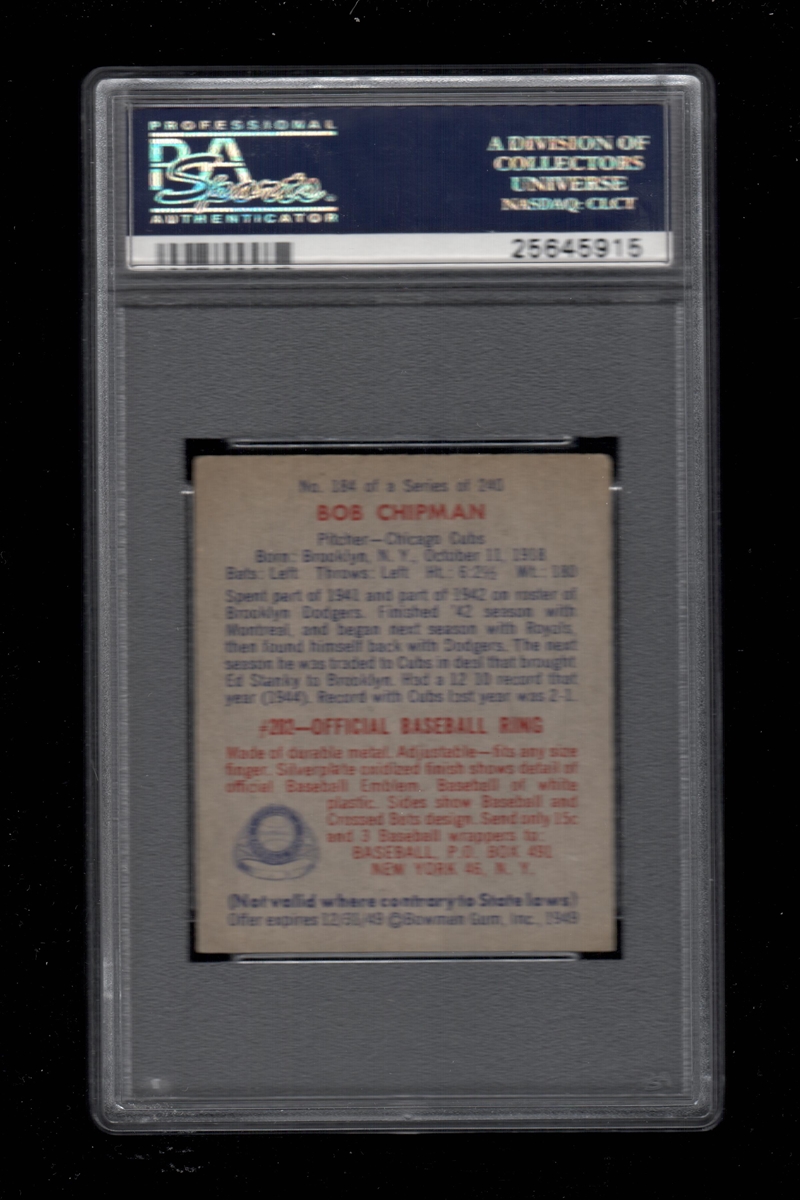 PROFESSIONAL
PSA
Sports
AUTHENTICATOR
A DIVISION OF
COLLECTORS
UNIVERSE
NASDAQ: CLCT
25645915
No. 184 of a Series of 240
BOB CHIPMAN
Pitcher—Chicago Cubs
Born: Brooklyn, N. Y., October 11, 1918
Bats: Left Throws: Left Ht.: 6:2½ Wt.: 180
Spent part of 1941 and part of 1942 on roster of
Brooklyn Dodgers. Finished '42 season with
Montreal, and began next season with Royals,
then found himself back with Dodgers. The next
season he was traded to Cubs in deal that brought
Ed Stanky to Brooklyn. Had a 12 10 record that
year (1944). Record with Cubs last year was 2-1.
#202—OFFICIAL BASEBALL RING
Made of durable metal. Adjustable—fits any size
finger. Silverplate oxidized finish shows detail of
official Baseball Emblem. Baseball of white
plastic. Sides show Baseball and
Crossed Bats design. Send only 15c
and 3 Baseball wrappers to:
BASEBALL, P.O. BOX 491
NEW YORK 46, N. Y.
(Not valid where contrary to State laws)
Offer expires 12/31/49 ©Bowman Gum, Inc., 1949